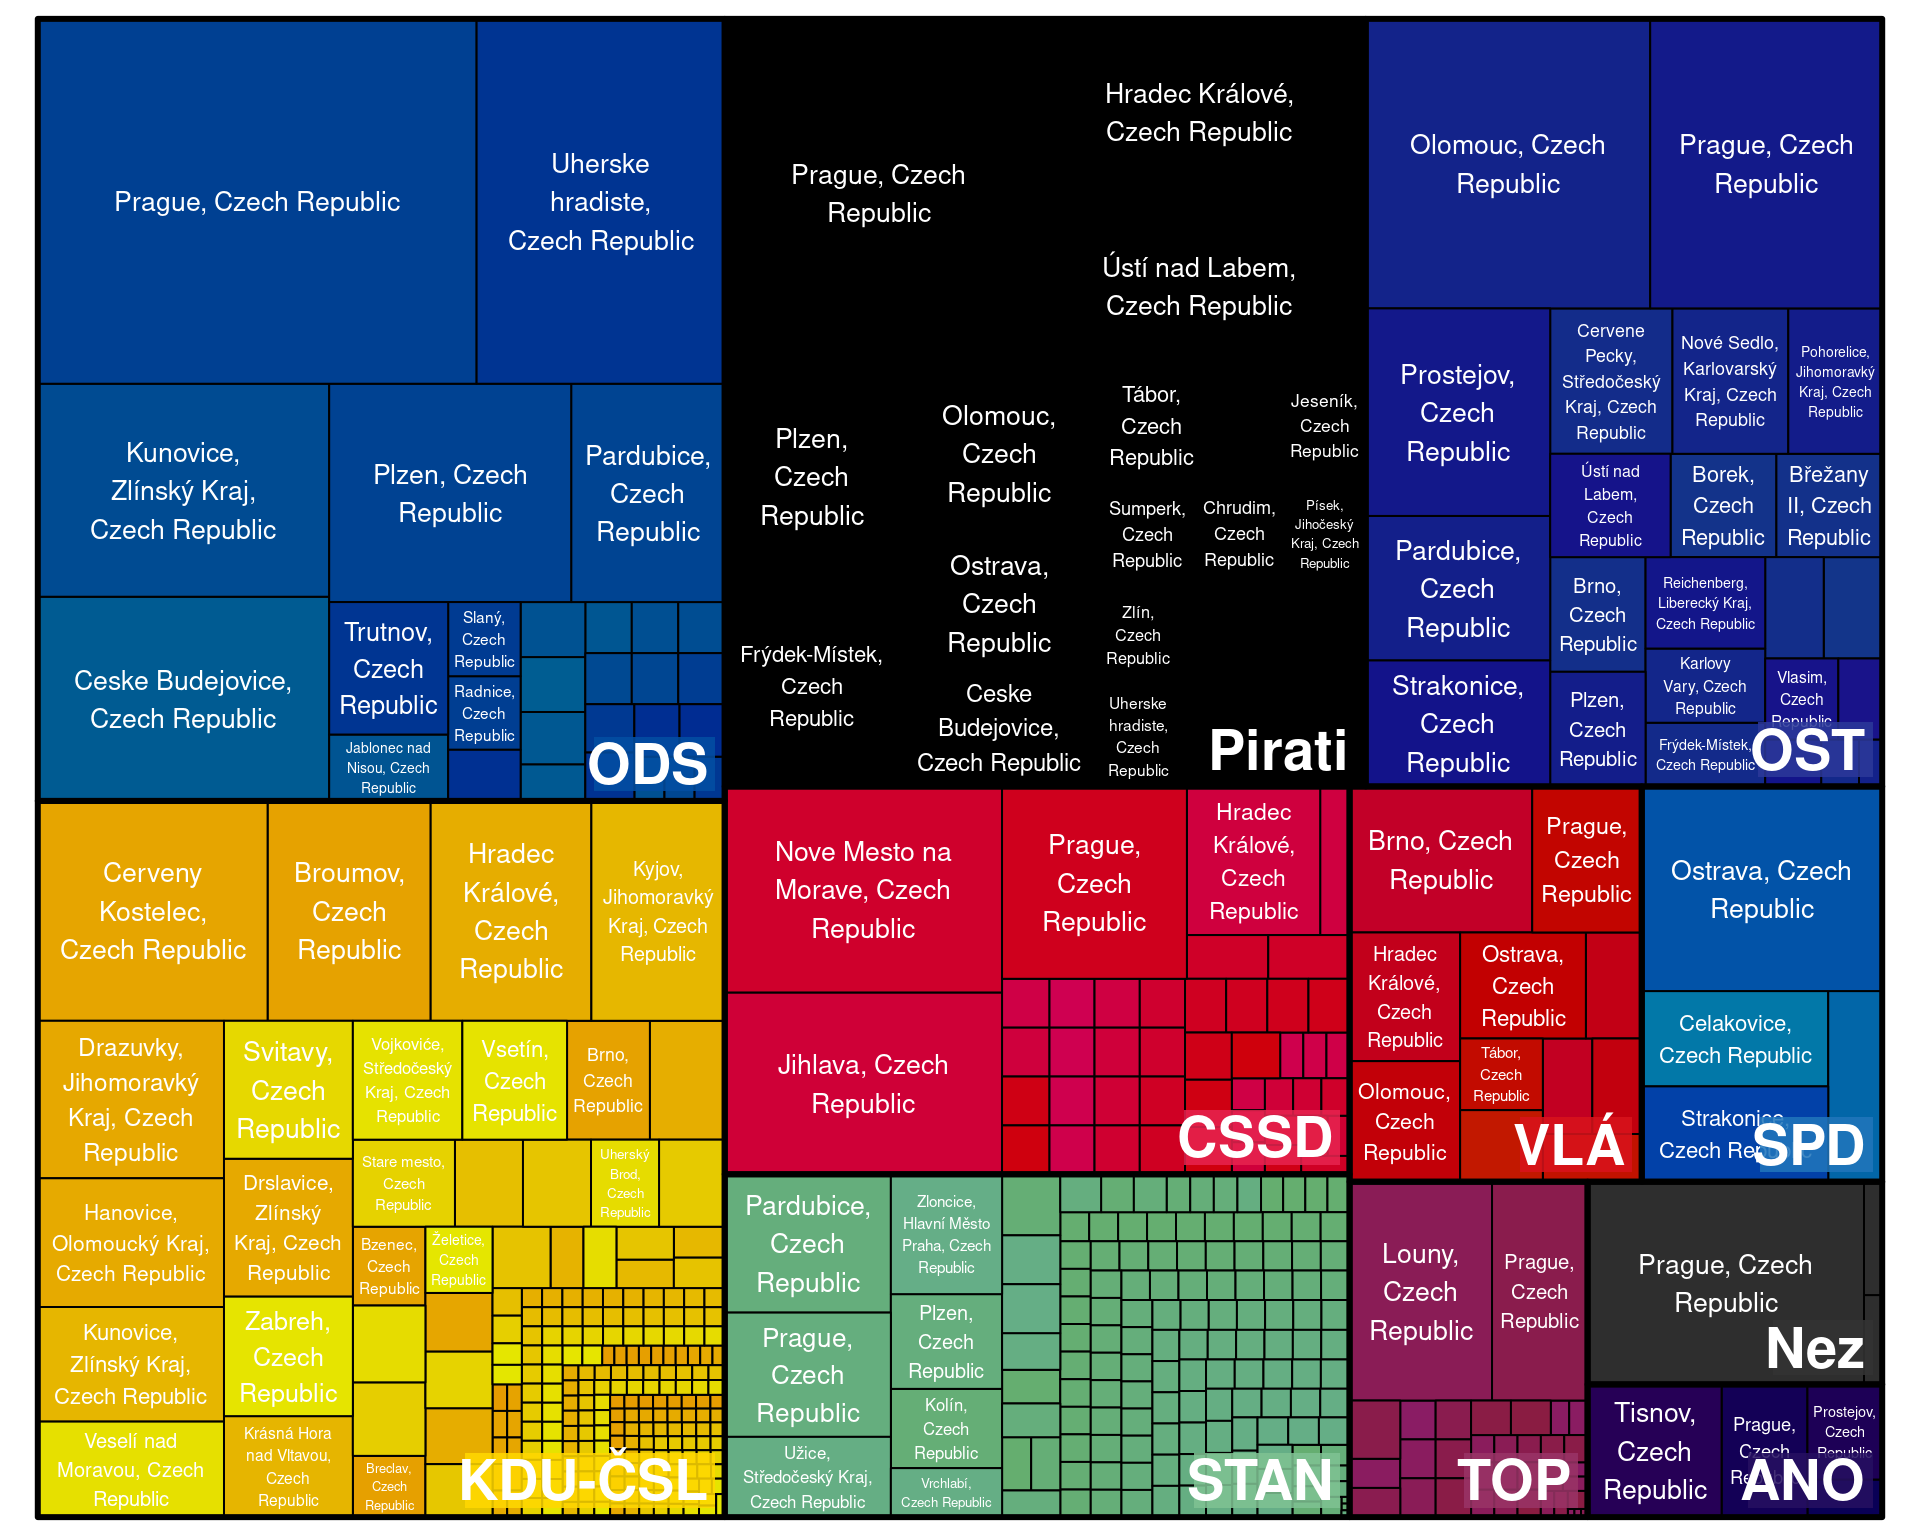 Prague, Czech Republic
Uherske
hradiste,
Czech Republic
Kunovice,
Zlínský Kraj,
Czech Republic
Plzen, Czech
Republic
Pardubice,
Czech
Republic
Ceske Budejovice,
Czech Republic
Trutnov,
Czech
Republic
Slaný,
Czech
Republic
Radnice,
Czech
Republic
Jablonec nad
Nisou, Czech
Republic
ODS
Prague, Czech
Republic
Hradec Králové,
Czech Republic
Ústí nad Labem,
Czech Republic
Plzen,
Czech
Republic
Olomouc,
Czech
Republic
Tábor,
Czech
Republic
Jeseník,
Czech
Republic
Sumperk,
Czech
Republic
Chrudim,
Czech
Republic
Písek,
Jihočeský
Kraj, Czech
Republic
Ostrava,
Czech
Republic
Zlín,
Czech
Republic
Frýdek-Místek,
Czech
Republic
Ceske
Budejovice,
Czech Republic
Uherske
hradiste,
Czech
Republic
Pirati
Olomouc, Czech
Republic
Prague, Czech
Republic
Prostejov,
Czech
Republic
Cervene
Pecky,
Středočeský
Kraj, Czech
Republic
Nové Sedlo,
Karlovarský
Kraj, Czech
Republic
Pohorelice,
Jihomoravký
Kraj, Czech
Republic
Ústí nad
Labem,
Czech
Republic
Borek,
Czech
Republic
Břežany
II, Czech
Republic
Pardubice,
Czech
Republic
Brno,
Czech
Republic
Reichenberg,
Liberecký Kraj,
Czech Republic
Karlovy
Vary, Czech
Republic
Vlasim,
Czech
Republic
Strakonice,
Czech
Republic
Plzen,
Czech
Republic
Frýdek-Místek,
Czech Republic
OST
Cerveny
Kostelec,
Czech Republic
Broumov,
Czech
Republic
Hradec
Králové,
Czech
Republic
Kyjov,
Jihomoravký
Kraj, Czech
Republic
Drazuvky,
Jihomoravký
Kraj, Czech
Republic
Svitavy,
Czech
Republic
Vojkoviće,
Středočeský
Kraj, Czech
Republic
Vsetín,
Czech
Republic
Brno,
Czech
Republic
Stare mesto,
Czech
Republic
Uherský
Brod,
Czech
Republic
Hanovice,
Olomoucký Kraj,
Czech Republic
Drslavice,
Zlínský
Kraj, Czech
Republic
Bzenec,
Czech
Republic
Želetice,
Czech
Republic
Kunovice,
Zlínský Kraj,
Czech Republic
Zabreh,
Czech
Republic
Veselí nad
Moravou, Czech
Republic
Krásná Hora
nad Vltavou,
Czech
Republic
Breclav,
Czech
Republic
KDU-ČSL
Nove Mesto na
Morave, Czech
Republic
Prague,
Czech
Republic
Hradec
Králové,
Czech
Republic
Jihlava, Czech
Republic
CSSD
Brno, Czech
Republic
Prague,
Czech
Republic
Hradec
Králové,
Czech
Republic
Ostrava,
Czech
Republic
Olomouc,
Czech
Republic
Tábor,
Czech
Republic
VLÁ
Ostrava, Czech
Republic
Celakovice,
Czech Republic
Strakonice,
Czech Republic
SPD
Pardubice,
Czech
Republic
Zloncice,
Hlavní Město
Praha, Czech
Republic
Prague,
Czech
Republic
Plzen,
Czech
Republic
Kolín,
Czech
Republic
Užice,
Středočeský Kraj,
Czech Republic
Vrchlabí,
Czech Republic
STAN
Louny,
Czech
Republic
Prague,
Czech
Republic
TOP
Prague, Czech
Republic
Nez
Tisnov,
Czech
Republic
Prague,
Czech
Republic
Prostejov,
Czech
Republic
ANO